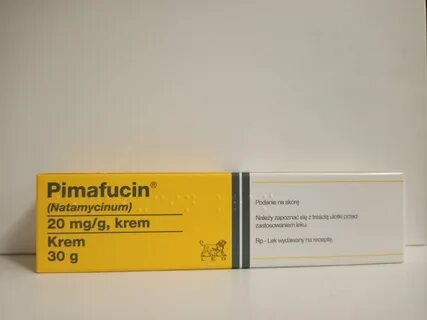 Pimafucin®
(Natamycinum)
20 mg/g, krem
Krem
30 g
LEO
Podanie na skórę
Należy zapoznać się z treścią ulotki przed
zastosowaniem leku.
Rp - Lek wydawany na receptę.